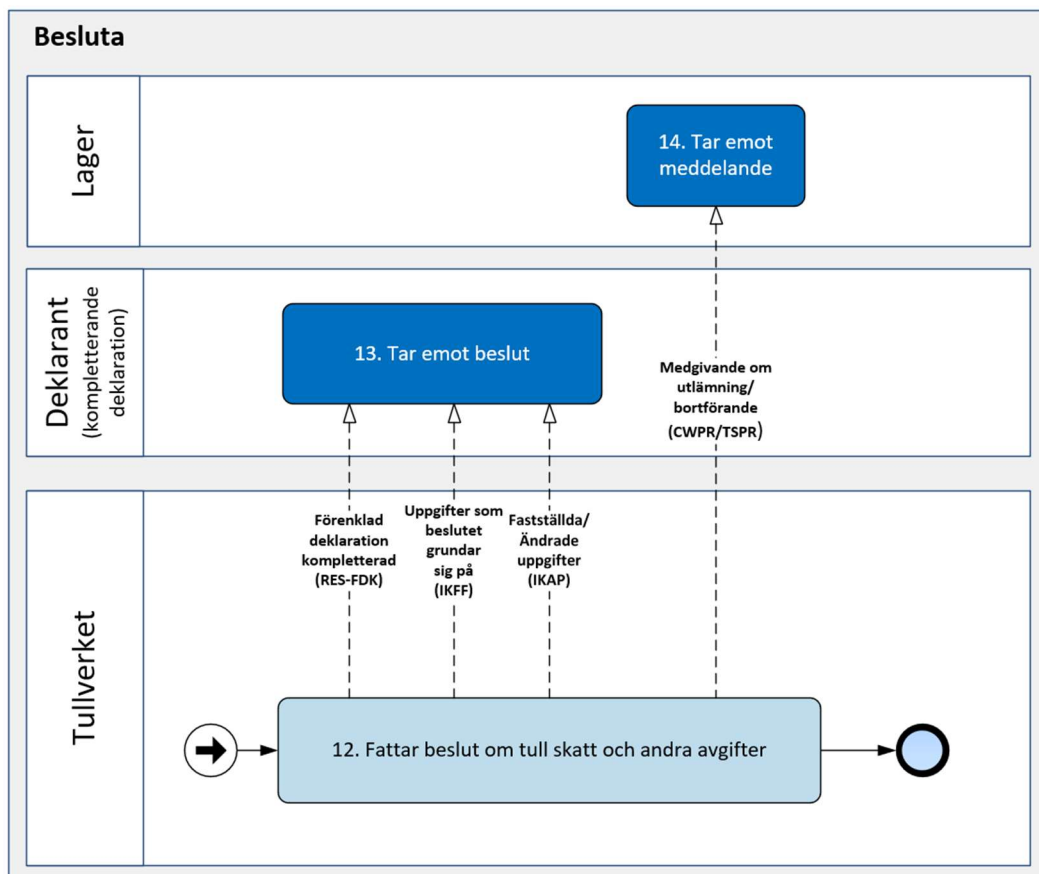 Besluta
Lager
14. Tar emot
meddelande
Deklarant
(kompletterande
deklaration)
13. Tar emot beslut
Medgivande om
utlämning/
bortförande
(CWPR/TSPR)
Tullverket
Förenklad
deklaration
kompletterad
(RES-FDK)
Uppgifter som
beslutet
grundar
sig på
(IKFF)
Fastställda/
Ändrade
uppgifter
(IKAP)
12. Fattar beslut om tull skatt och andra avgifter